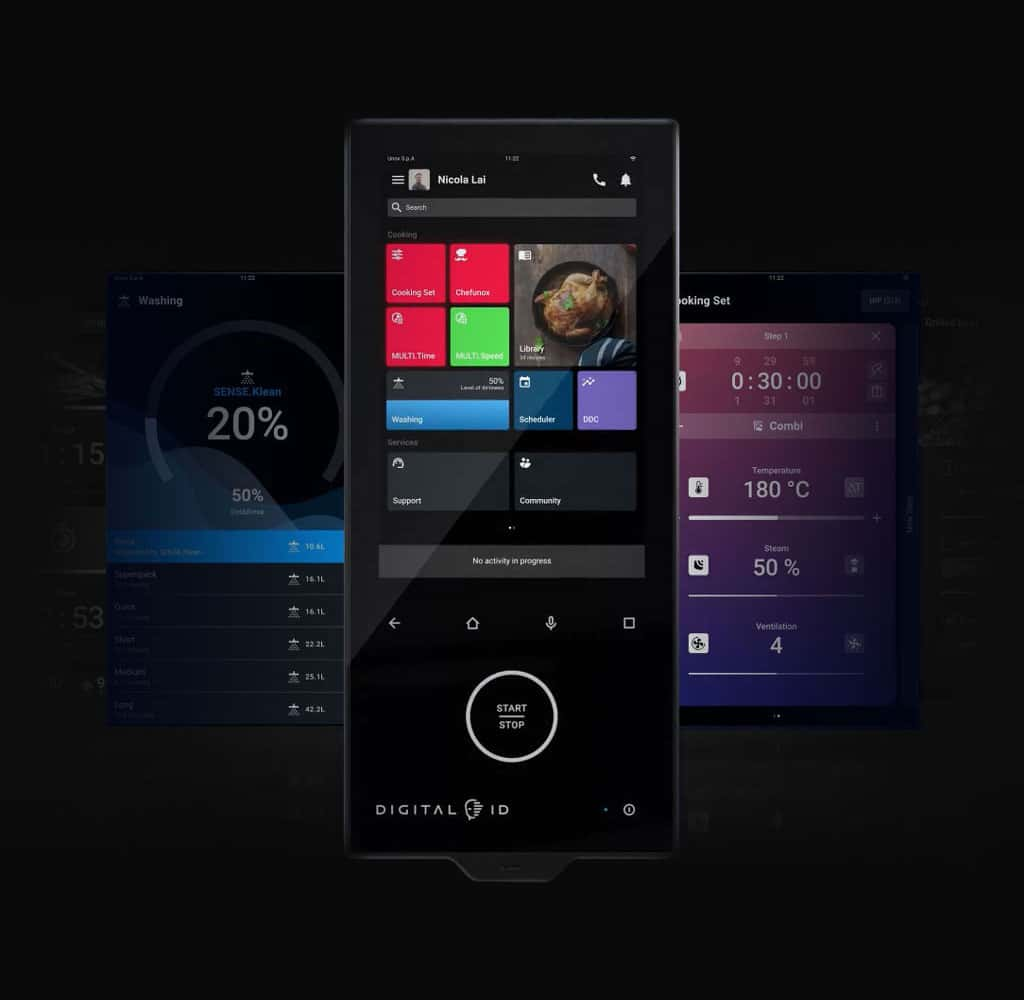 Unox S.p.A 11:22
Nicola Lai
Search
Cooking
Cooking Set
Chefunox
MULTI.Time
MULTI.Speed
Library
50%
Level of dirtiness
Washing
Scheduler
DDC
Services
Support
Community
No activity in progress
START
STOP
DIGITAL ID
11:22
Washing
SENSE.Klean
20%
50%
10.6L
Superquick
16.1L
Quick
16.1L
Short
22.2L
Medium
25.1L
Long
42.2L
11:22
ooking Set
Step 1
9 29 59
0:30:00
1 31 01
Combi
Temperature
180 °C
Steam
50 %
Ventilation
4
:15
:53